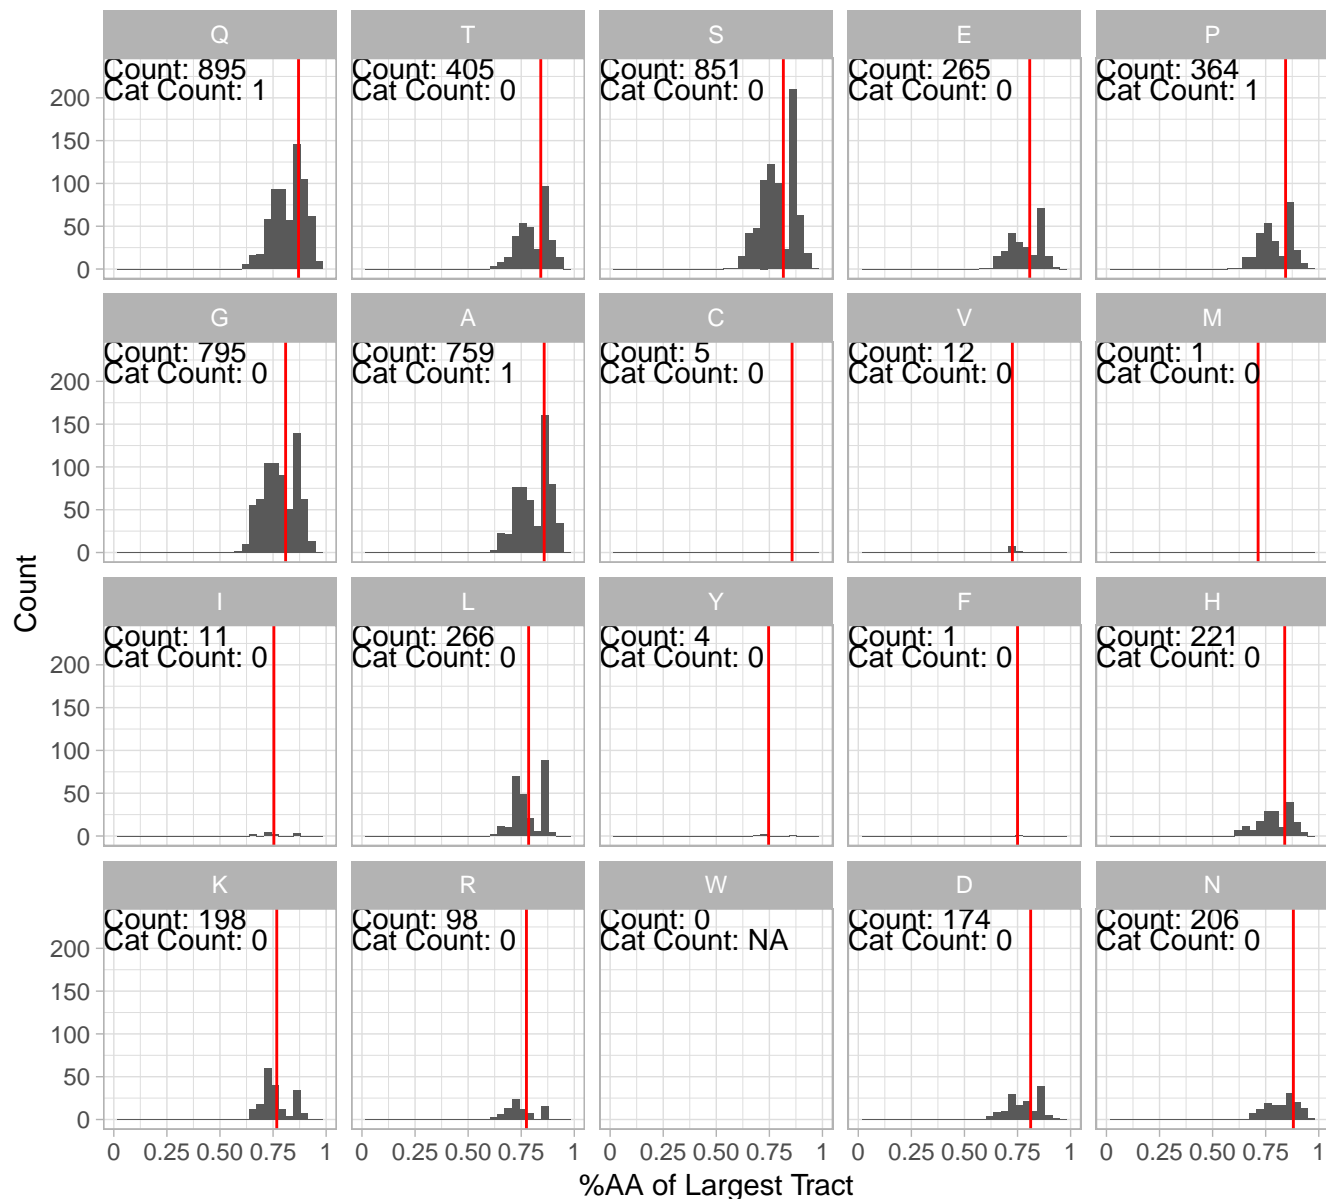 Q T S E P
Count: 895 Count: 405 Count: 851 Count: 265 Count: 364
Cat Count: 1 Cat Count: 0 Cat Count: 0 Cat Count: 0 Cat Count: 1
200
150
100
50
0
G A C V M
Count: 795 Count: 759 Count: 5 Count: 12 Count: 1
Cat Count: 0 Cat Count: 1 Cat Count: 0 Cat Count: 0 Cat Count: 0
200
150
100
50
0
Count
I L Y F H
Count: 11 Count: 266 Count: 4 Count: 1 Count: 221
Cat Count: 0 Cat Count: 0 Cat Count: 0 Cat Count: 0 Cat Count: 0
200
150
100
50
0
K R W D N
Count: 198 Count: 98 Count: 0 Count: 174 Count: 206
Cat Count: 0 Cat Count: 0 Cat Count: NA Cat Count: 0 Cat Count: 0
200
150
100
50
0
0 0.25 0.50 0.75 1 0 0.25 0.50 0.75 1 0 0.25 0.50 0.75 1 0 0.25 0.50 0.75 1 0 0.25 0.50 0.75 1
%AA of Largest Tract